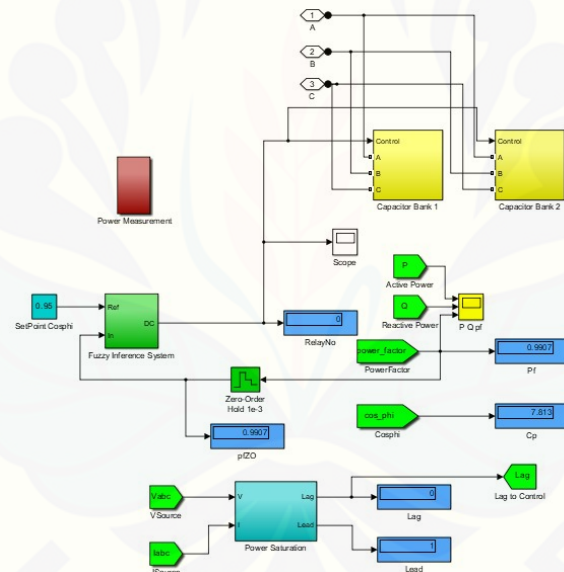 1
A
2
B
3
C
Control
A
B
C
Capacitor Bank 1
Control
A
B
C
Capacitor Bank 2
Power Measurement
Scope
P
Active Power
Q
Reactive Power
P Q pf
0.95
SetPoint Cosphi
Ref
In
DC
Fuzzy Inference System
0
RelayNo
power_factor
PowerFactor
0.9907
Pf
Zero-Order
Hold 1e-3
0.9907
pfZO
cos_phi
Cosphi
7.813
Cp
Vabc
VSource
V
I
Lag
Lead
Power Saturation
Lag
Lag to Control
0
Lag
Iabc
ISource
1
Lead